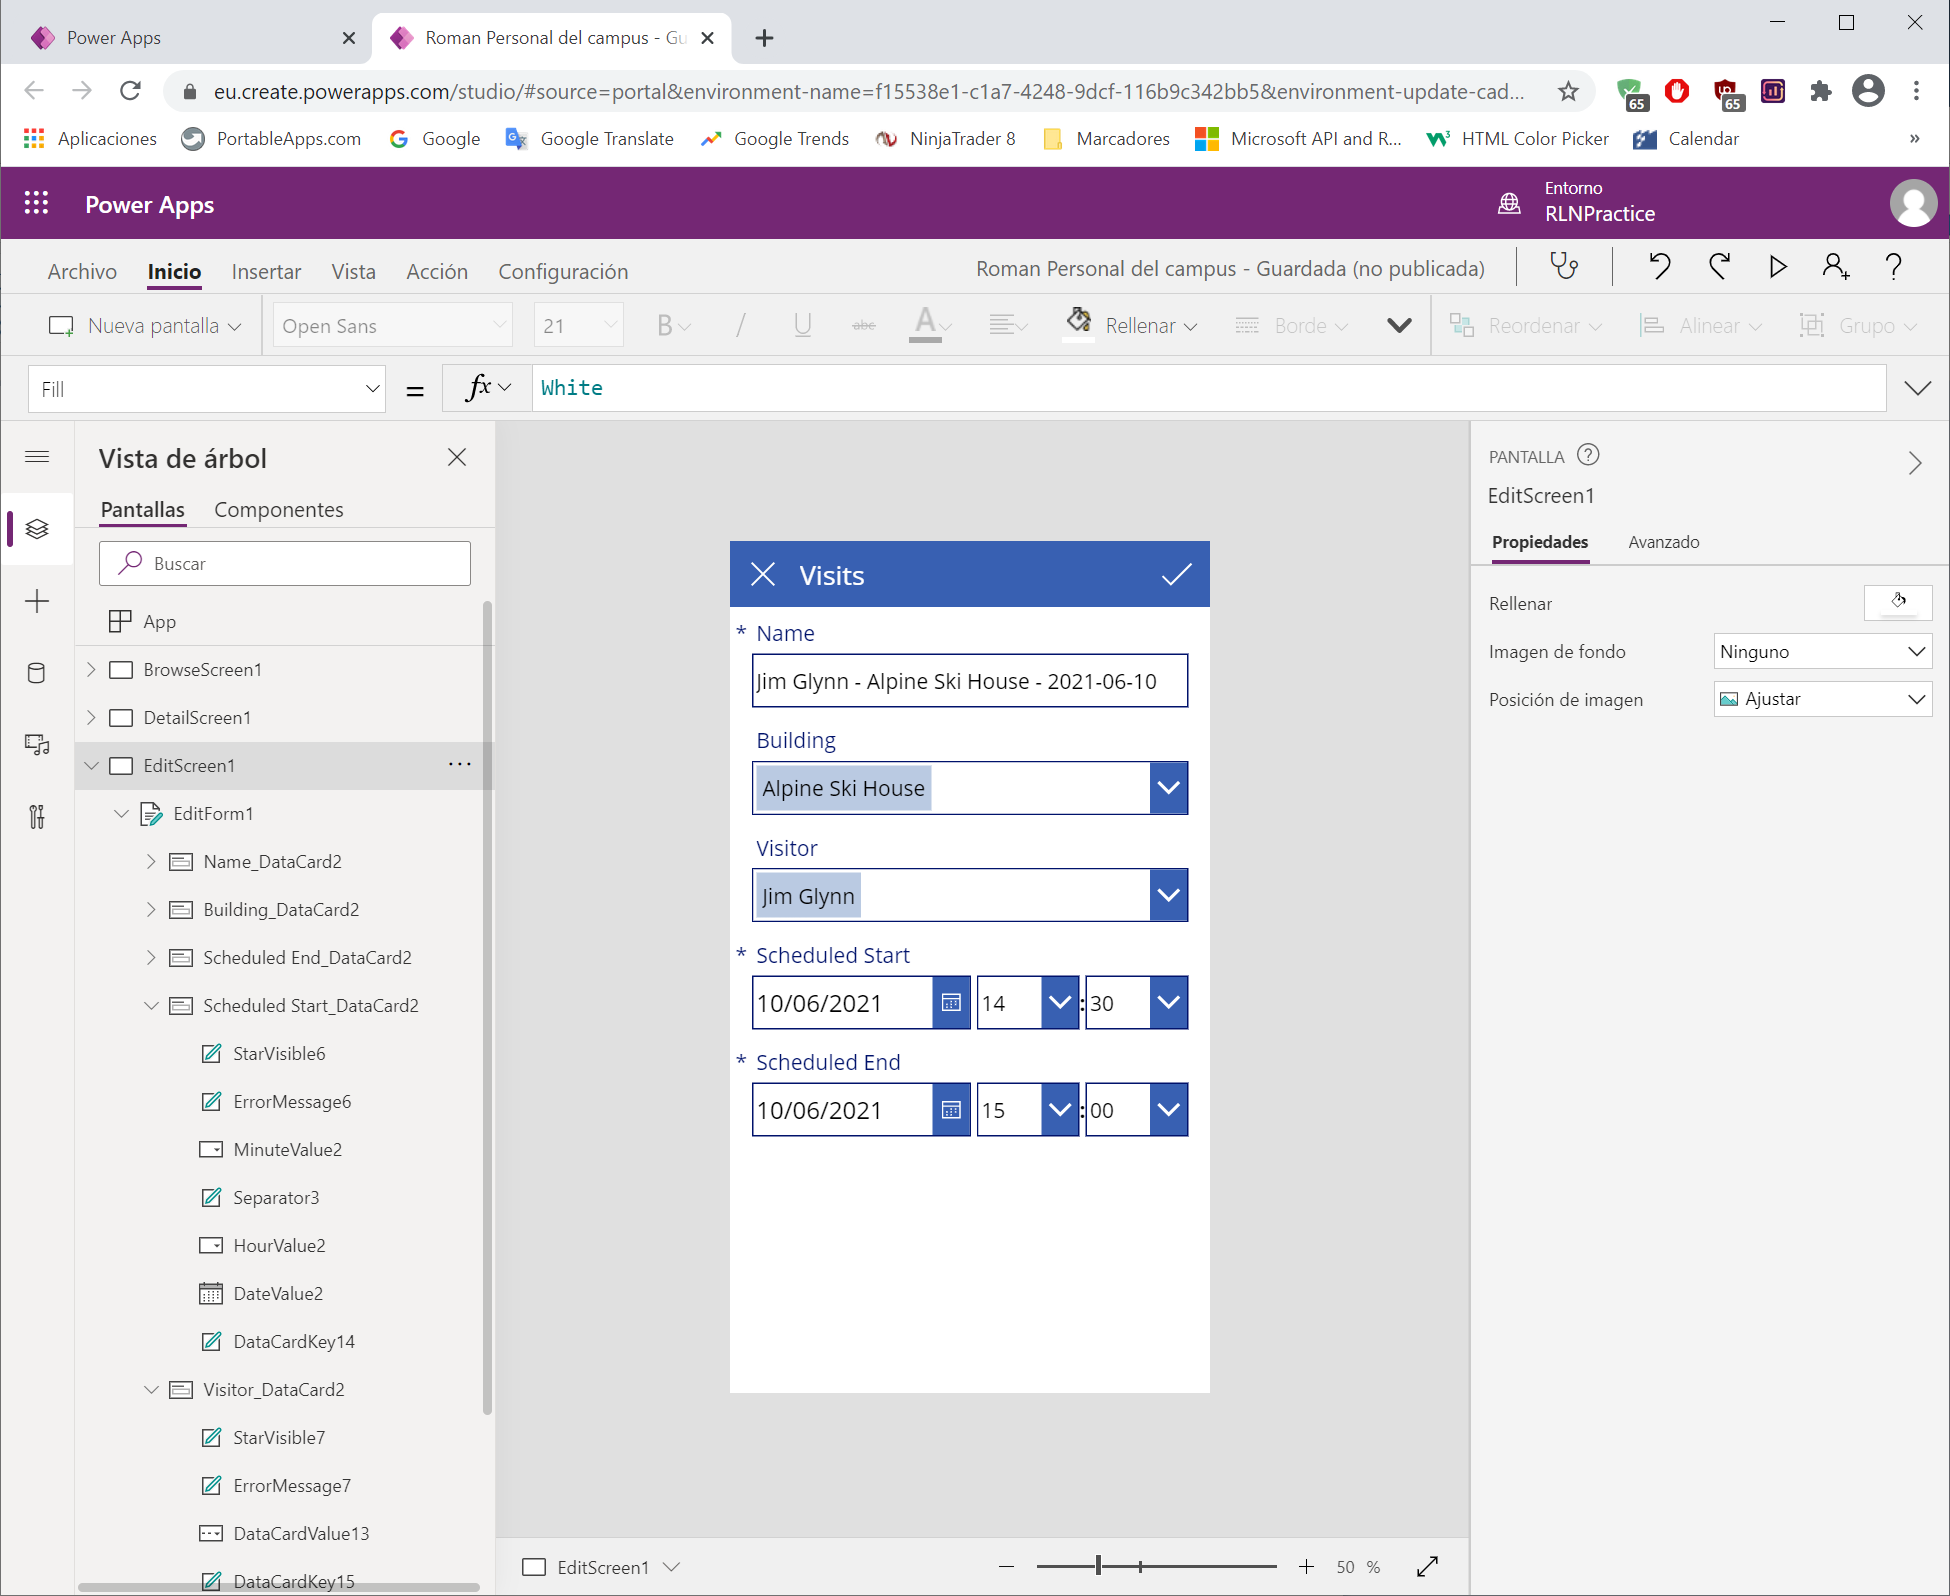 Power Apps
Roman Personal del campus - Gu
eu.create.powerapps.com/studio/#source=portal&environment-name=f15538e1-c1a7-4248-9dcf-116b9c342bb5&environment-update-cad...
65
65
Aplicaciones
PortableApps.com
Google
Google Translate
Google Trends
NinjaTrader 8
Marcadores
Microsoft API and R...
HTML Color Picker
Calendar
»
Power Apps
Entorno
RLNPractice
Archivo
Inicio
Insertar
Vista
Acción
Configuración
Roman Personal del campus - Guardada (no publicada)
Nueva pantalla
Open Sans
21
B
/
U
abc
A
Rellenar
Borde
Reordenar
Alinear
Grupo
Fill
=
fx
White
Vista de árbol
Pantallas
Componentes
Buscar
App
BrowseScreen1
DetailScreen1
EditScreen1
...
EditForm1
Name_DataCard2
Building_DataCard2
Scheduled End_DataCard2
Scheduled Start_DataCard2
StarVisible6
ErrorMessage6
MinuteValue2
Separator3
HourValue2
DateValue2
DataCardKey14
Visitor_DataCard2
StarVisible7
ErrorMessage7
DataCardValue13
DataCardKey15
Visits
* Name
Jim Glynn - Alpine Ski House - 2021-06-10
Building
Alpine Ski House
Visitor
Jim Glynn
* Scheduled Start
10/06/2021
14
:
30
* Scheduled End
10/06/2021
15
:
00
EditScreen1
50 %
PANTALLA
EditScreen1
Propiedades
Avanzado
Rellenar
Imagen de fondo
Ninguno
Posición de imagen
Ajustar